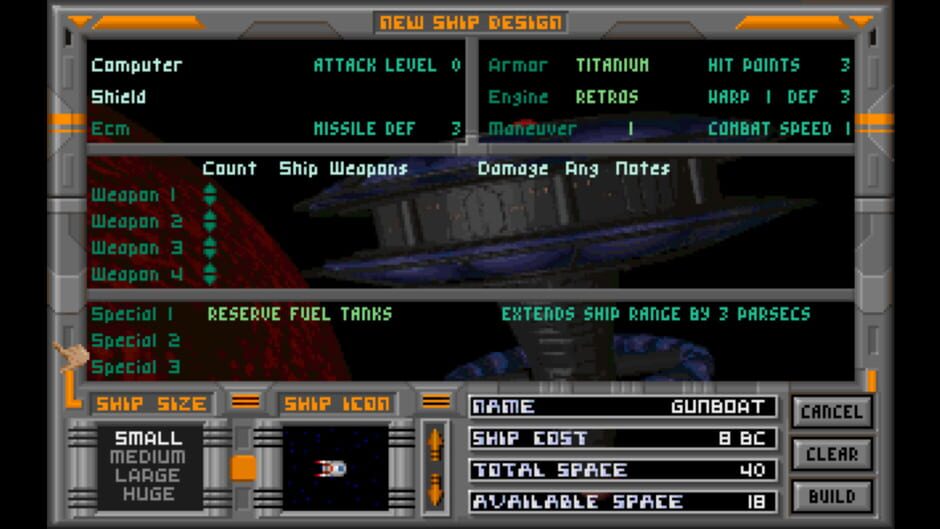 NEW SHIP DESIGN
Computer ATTACK LEVEL 0
Shield
Ecm MISSILE DEF 3
Armor TITANIUM HIT POINTS 3
Engine RETROS WARP 1 DEF 3
Maneuver 1 COMBAT SPEED 1
Count Ship Weapons Damage Rng Notes
Weapon 1
Weapon 2
Weapon 3
Weapon 4
Special 1 RESERVE FUEL TANKS EXTENDS SHIP RANGE BY 3 PARSECS
Special 2
Special 3
SHIP SIZE
SMALL
MEDIUM
LARGE
HUGE
SHIP ICON
NAME GUNBOAT
SHIP COST 8 BC
TOTAL SPACE 40
AVAILABLE SPACE 18
CANCEL
CLEAR
BUILD